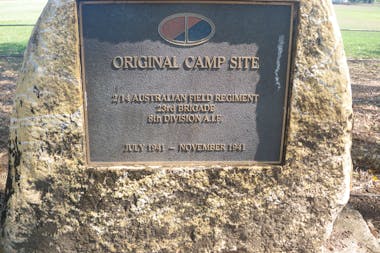 ORIGINAL CAMP SITE
2/14 AUSTRALIAN FIELD REGIMENT
23rd BRIGADE
8th DIVISION A.I.F.
JULY 1941 — NOVEMBER 1941